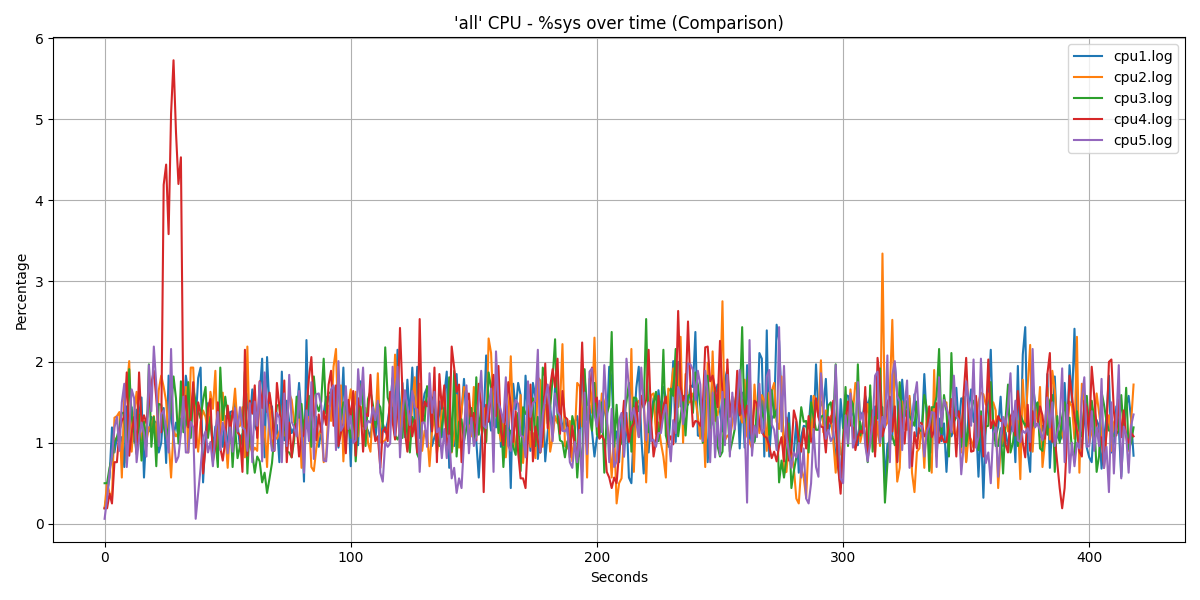 'all' CPU - %sys over time (Comparison)
6
5
4
3
2
1
0
Percentage
0 100 200 300 400
Seconds
cpu1.log
cpu2.log
cpu3.log
cpu4.log
cpu5.log